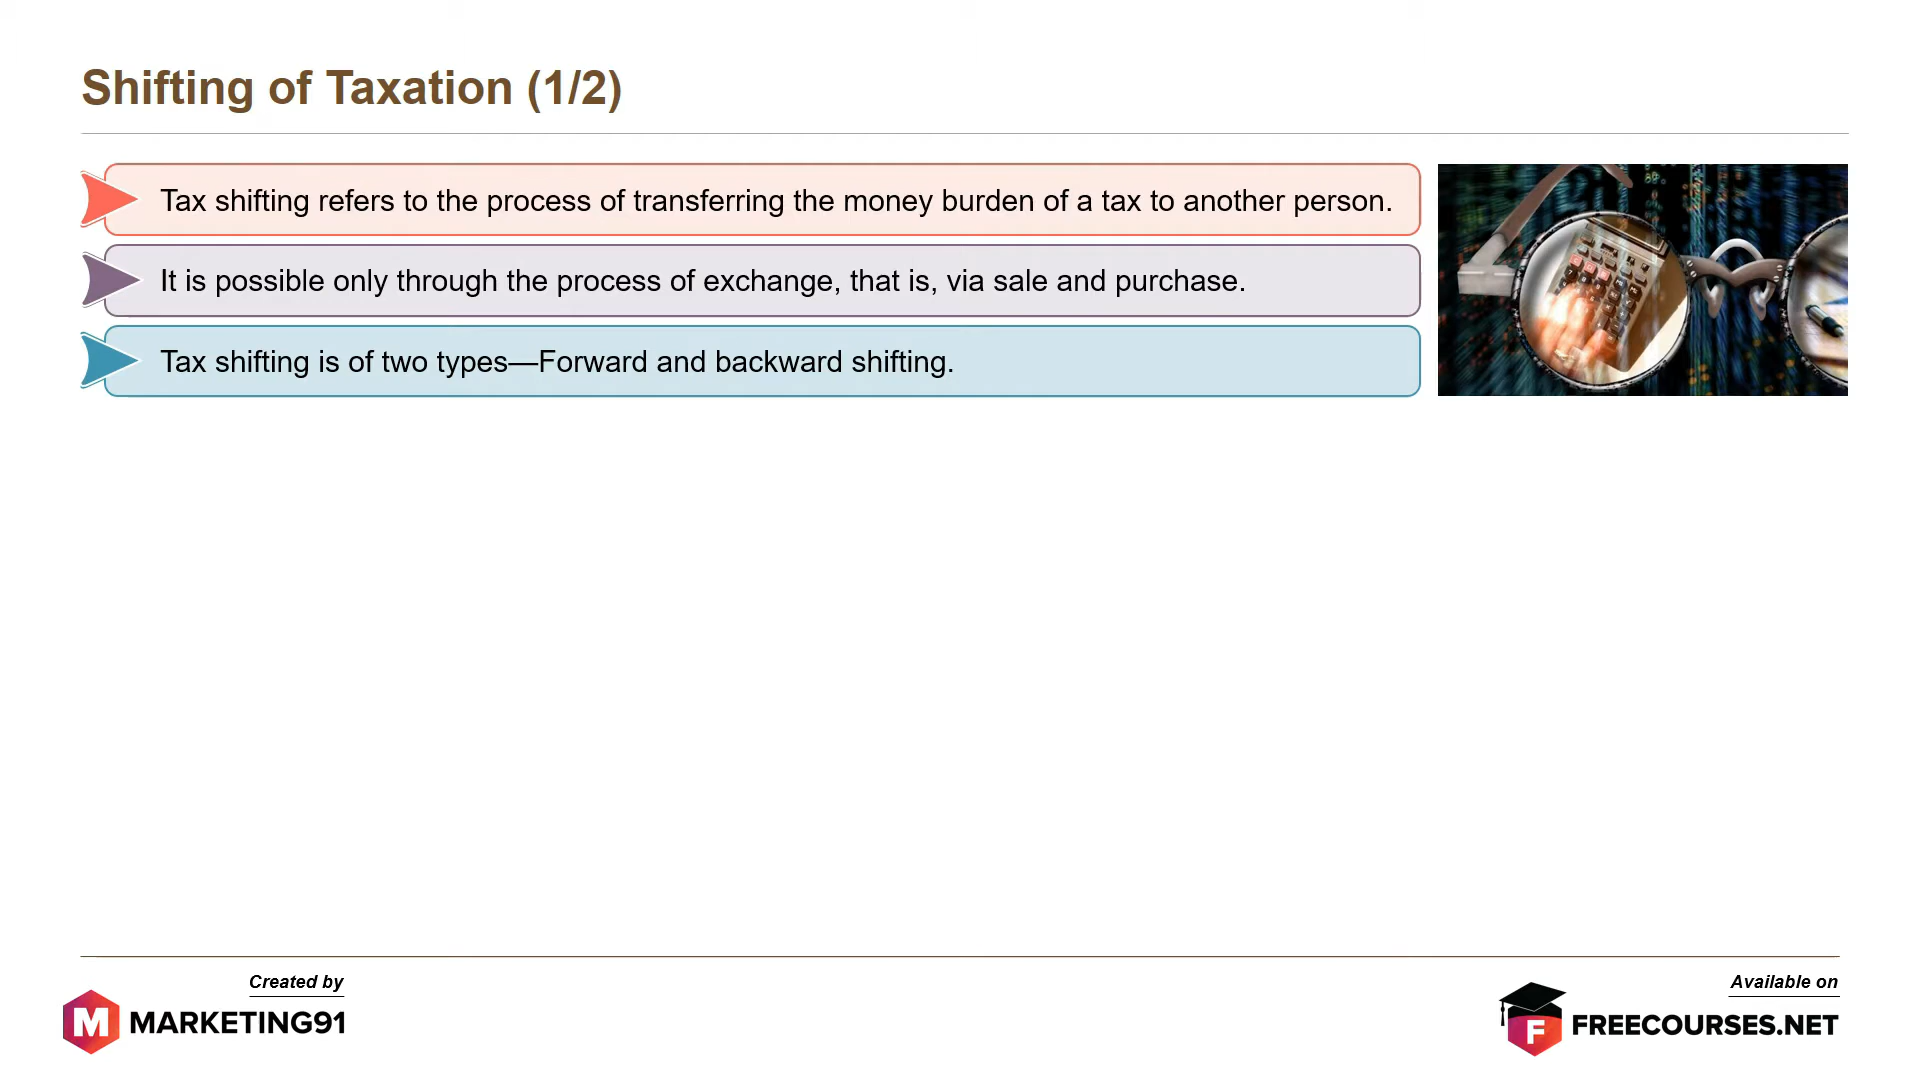 Shifting of Taxation (1/2)
Tax shifting refers to the process of transferring the money burden of a tax to another person.
It is possible only through the process of exchange, that is, via sale and purchase.
Tax shifting is of two types—Forward and backward shifting.
Created by
M MARKETING91
Available on
F FREECOURSES.NET